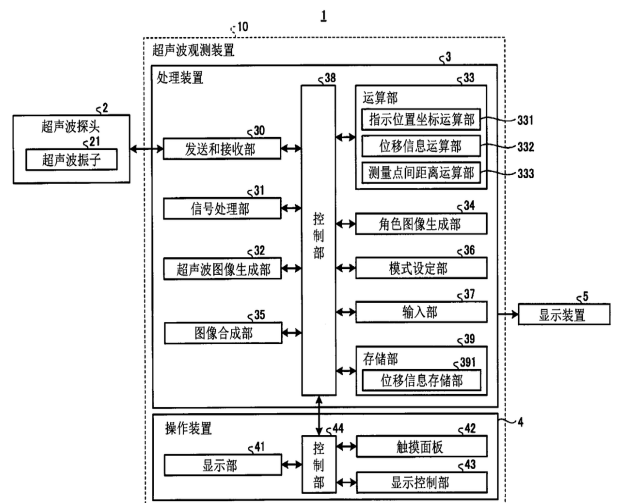 1
10
超声波观测装置
3
处理装置
38
33
运算部
指示位置坐标运算部
331
位移信息运算部
332
测量点间距离运算部
333
2
超声波探头
21
超声波振子
30
发送和接收部
31
信号处理部
32
超声波图像生成部
35
图像合成部
控制部
34
角色图像生成部
36
模式设定部
37
输入部
39
存储部
391
位移信息存储部
5
显示装置
4
操作装置
41
显示部
44
控制部
42
触摸面板
43
显示控制部